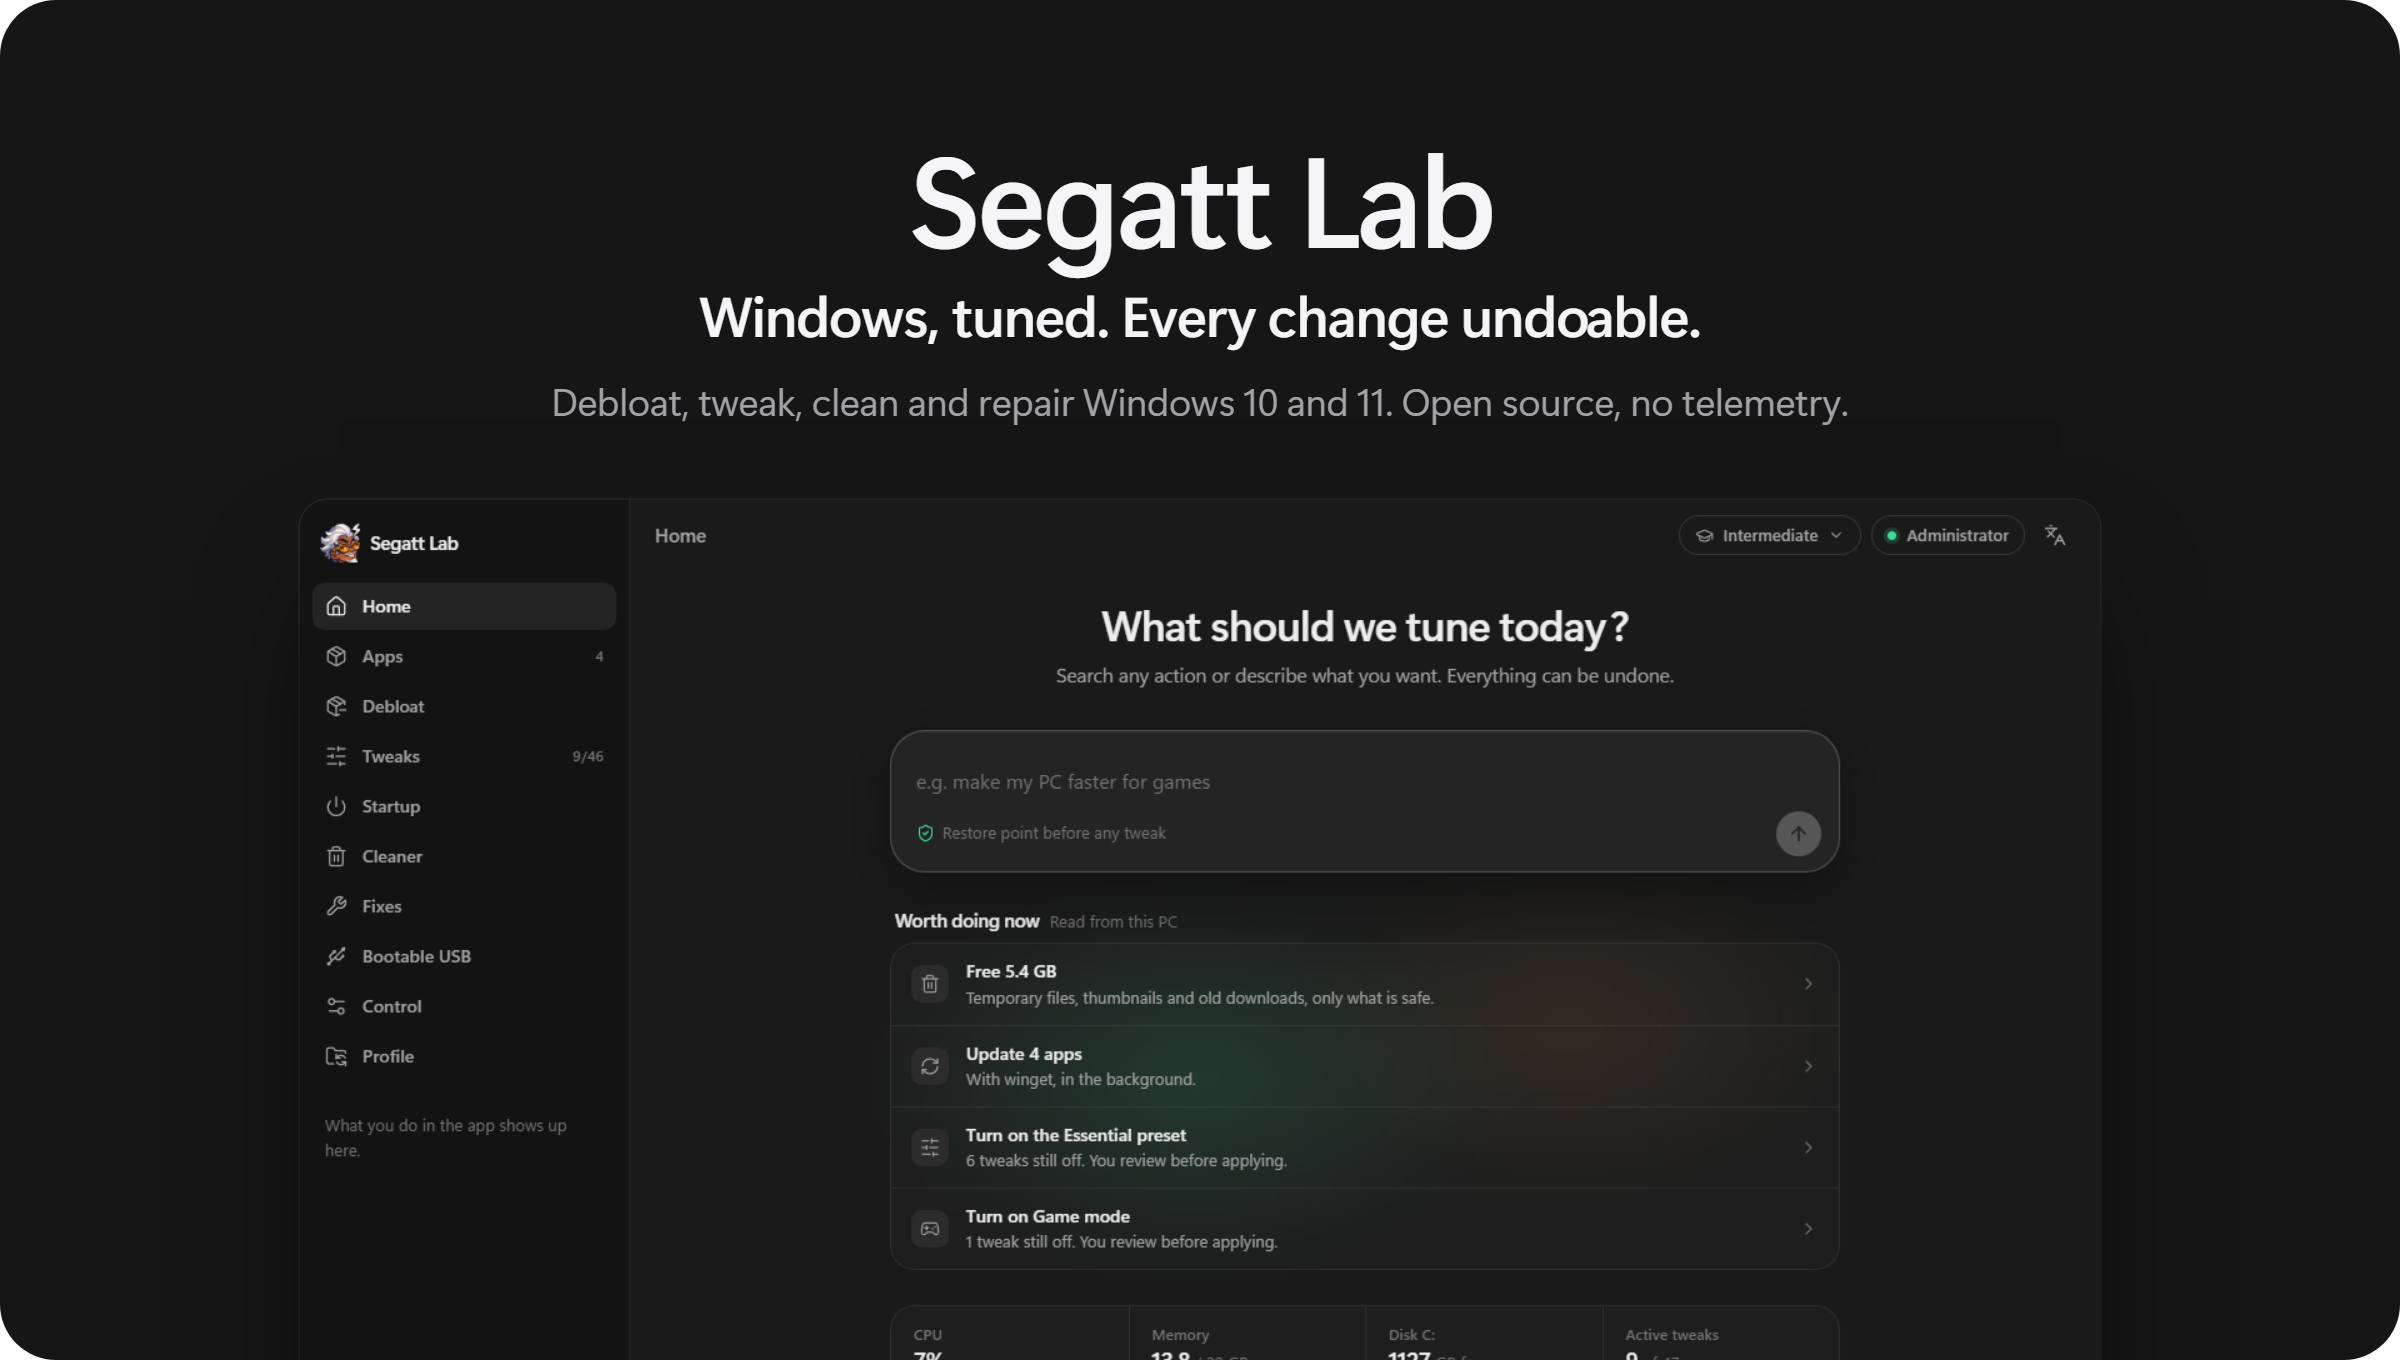 Segatt Lab
Windows, tuned. Every change undoable.
Debloat, tweak, clean and repair Windows 10 and 11. Open source, no telemetry.
Segatt Lab
Home
Apps 4
Debloat
Tweaks 9/46
Startup
Cleaner
Fixes
Bootable USB
Control
Profile
What you do in the app shows up
here.
Home
Intermediate
Administrator
What should we tune today?
Search any action or describe what you want. Everything can be undone.
e.g. make my PC faster for games
Restore point before any tweak
Worth doing now Read from this PC
Free 5.4 GB
Temporary files, thumbnails and old downloads, only what is safe.
Update 4 apps
With winget, in the background.
Turn on the Essential preset
6 tweaks still off. You review before applying.
Turn on Game mode
1 tweak still off. You review before applying.
CPU
7%
Memory
13.8
Disk C:
1127
Active tweaks
9